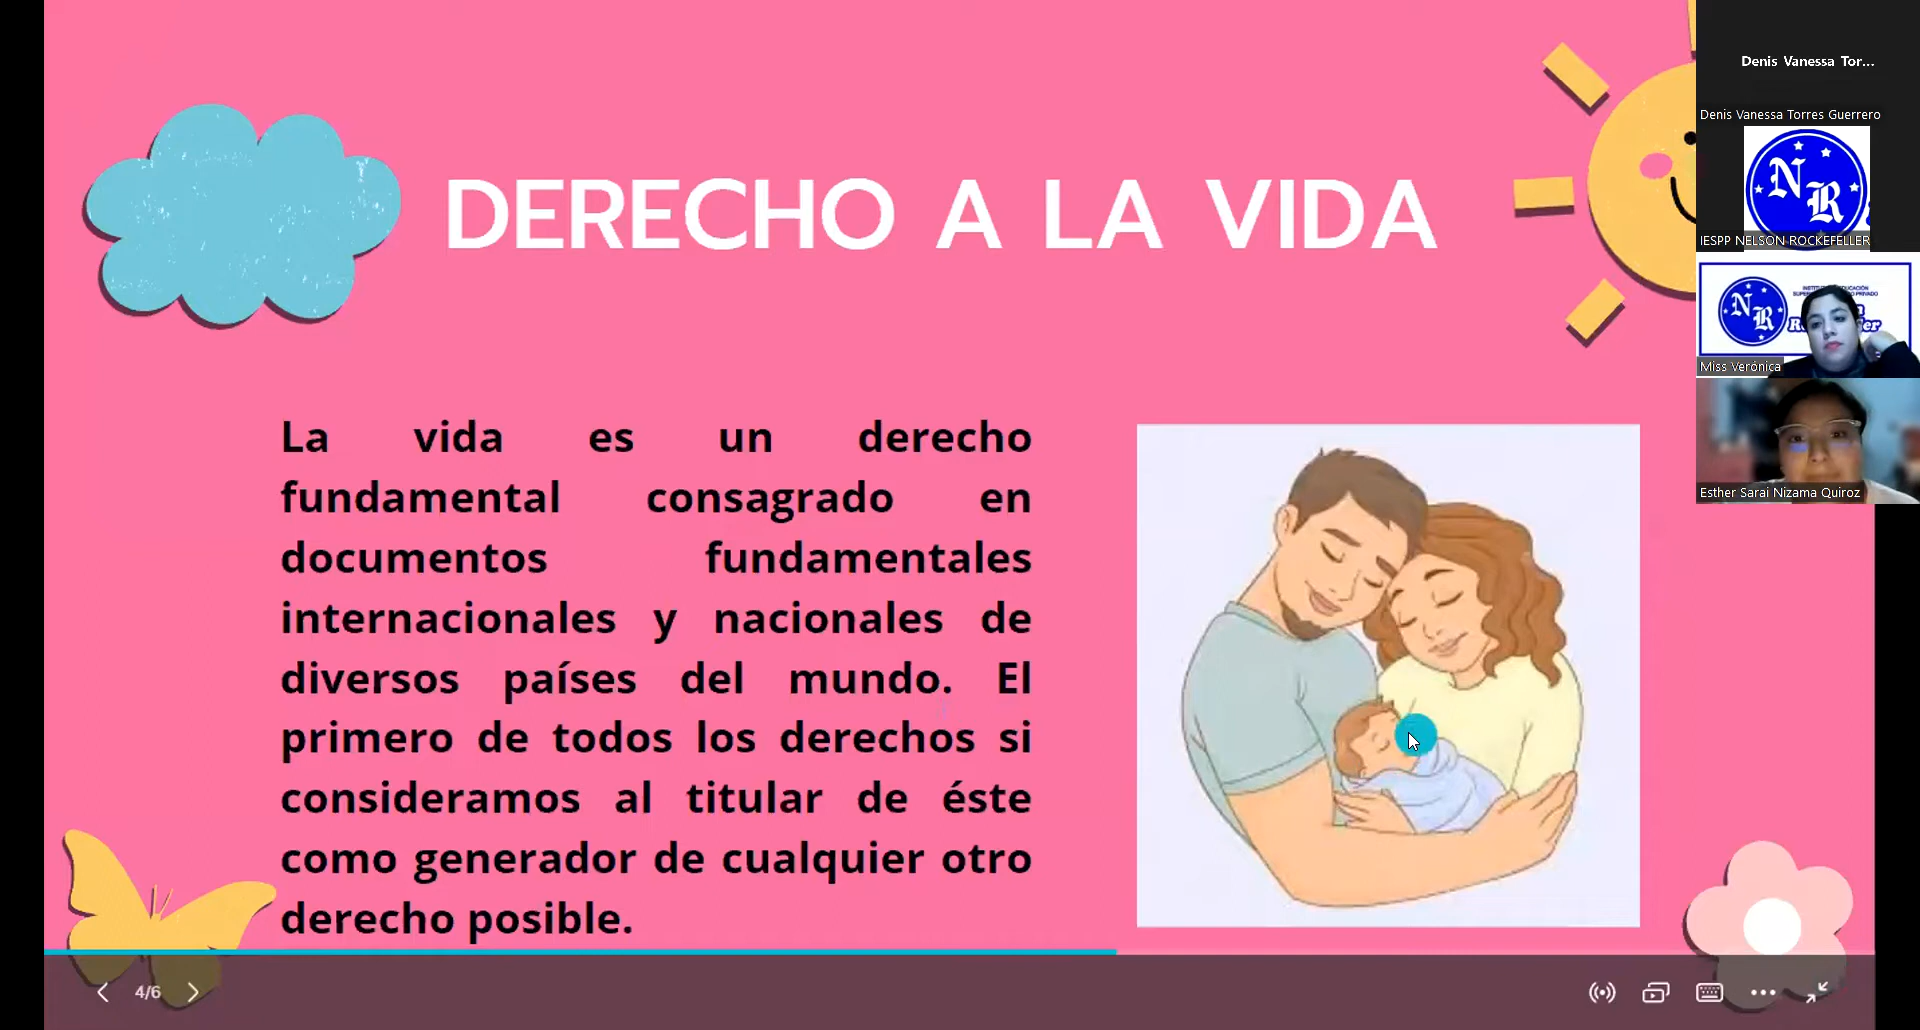 DERECHO A LA VIDA
La vida es un derecho
fundamental consagrado en
documentos fundamentales
internacionales y nacionales de
diversos países del mundo. El
primero de todos los derechos si
consideramos al titular de éste
como generador de cualquier otro
derecho posible.
4/6
Denis Vanessa Tor...
Denis Vanessa Torres Guerrero
NR
IESPP NELSON ROCKEFELLER
NR
Miss Verónica
Esther Sarai Nizama Quiroz